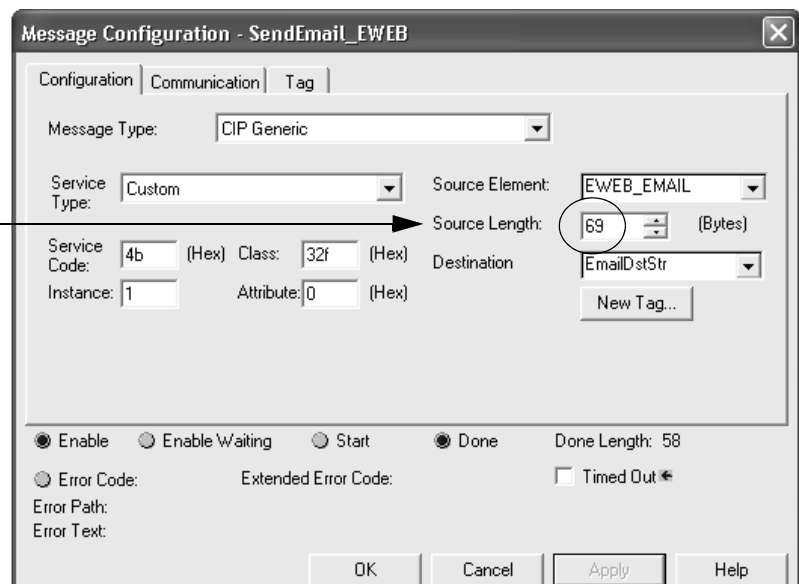 Message Configuration - SendEmail_EWEB
Configuration Communication Tag
Message Type: CIP Generic
Service Type: Custom
Source Element: EWEB_EMAIL
Source Length: 69 (Bytes)
Service Code: 4b (Hex) Class: 32f (Hex)
Destination EmailDstStr
Instance: 1 Attribute: 0 (Hex)
New Tag...
Enable Enable Waiting Start Done Done Length: 58
Error Code: Extended Error Code: Timed Out
Error Path:
Error Text:
OK Cancel Apply Help